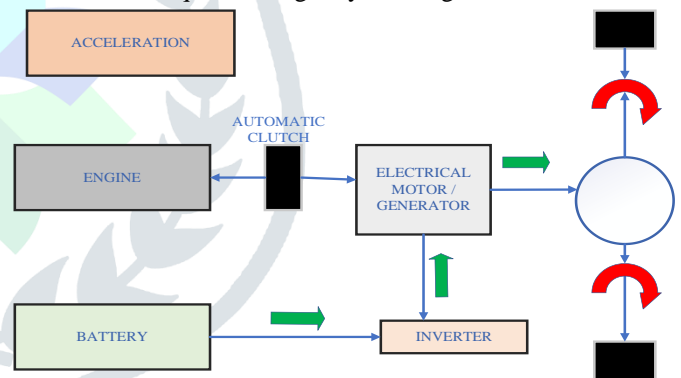 ACCELERATION
AUTOMATIC
CLUTCH
ENGINE
ELECTRICAL
MOTOR /
GENERATOR
BATTERY
INVERTER